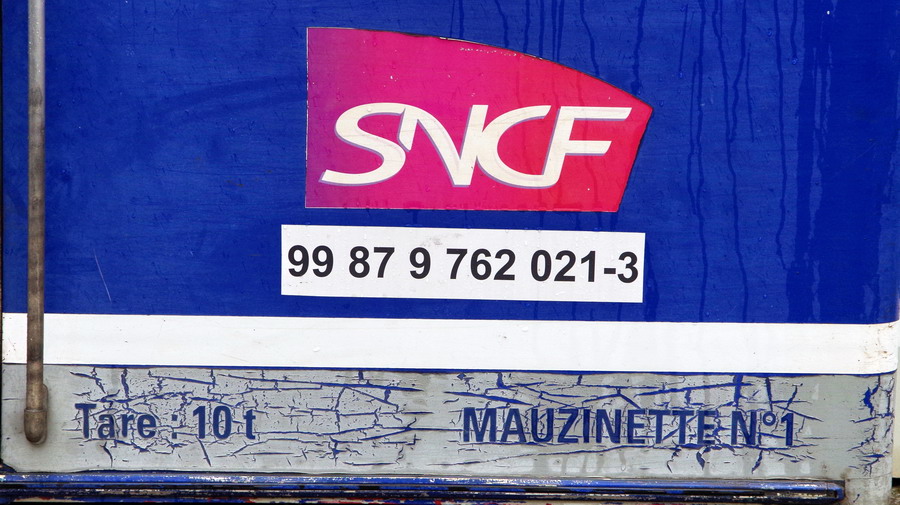 SNCF
99 87 9 762 021-3
Tare : 10 t
MAUZINETTE N°1